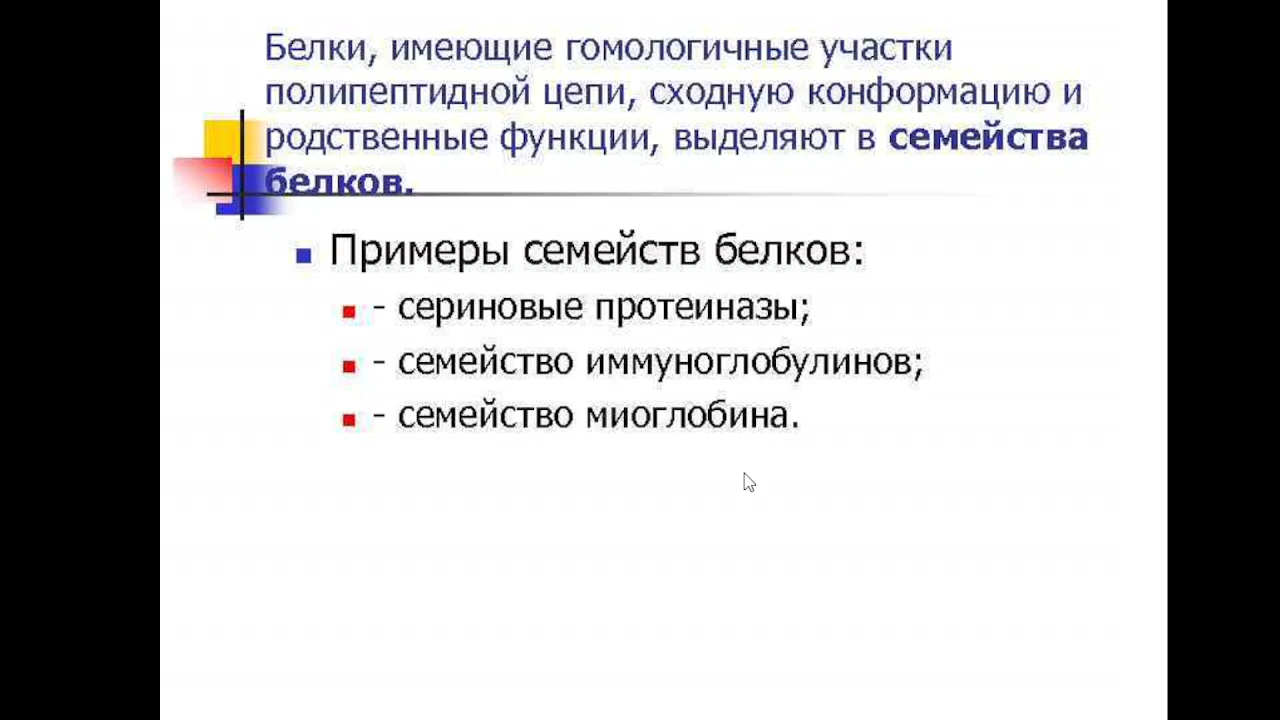 Белки, имеющие гомологичные участки
полипептидной цепи, сходную конформацию и
родственные функции, выделяют в семейства
белков.
Примеры семейств белков:
- сериновые протеиназы;
- семейство иммуноглобулинов;
- семейство миоглобина.